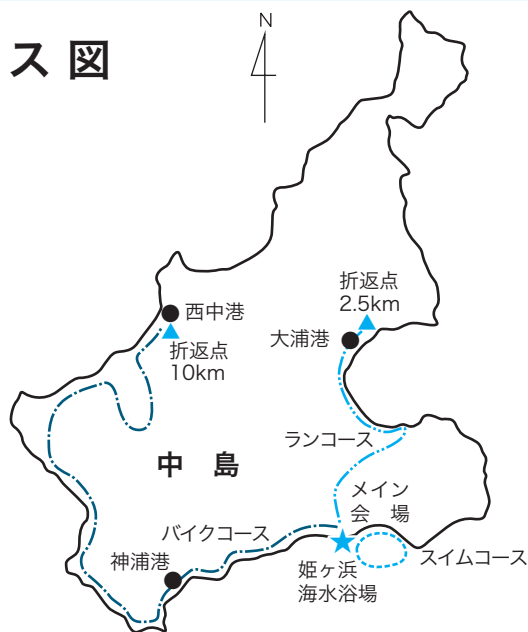 ス図
N
折返点
2.5km
西中港
大浦港
折返点
10km
ランコース
中 島
メイン
会 場
バイクコース
スイムコース
神浦港
姫ヶ浜
海水浴場